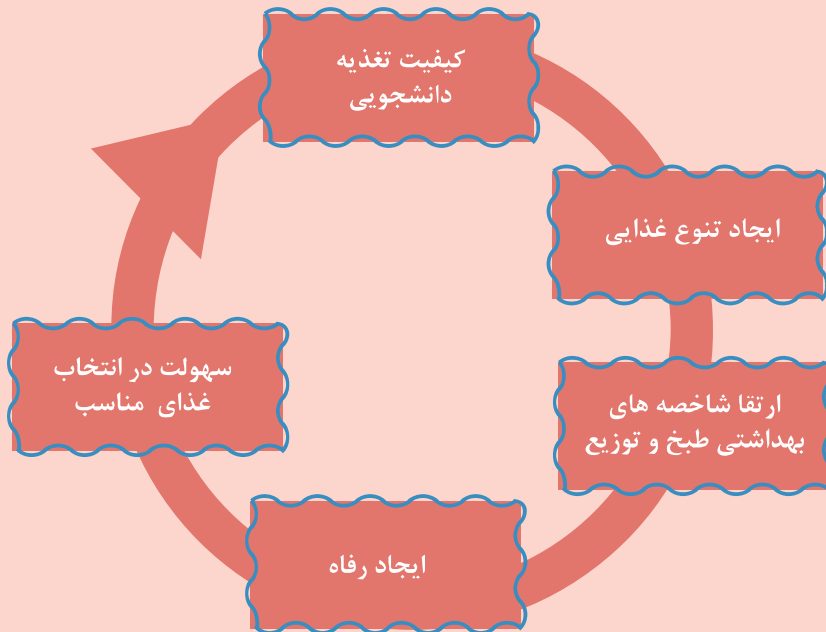 کیفیت تغذیه
دانشجویی
ایجاد تنوع غذایی
ارتقا شاخصه های
بهداشتی طبخ و توزیع
ایجاد رفاه
سهولت در انتخاب
غذای مناسب